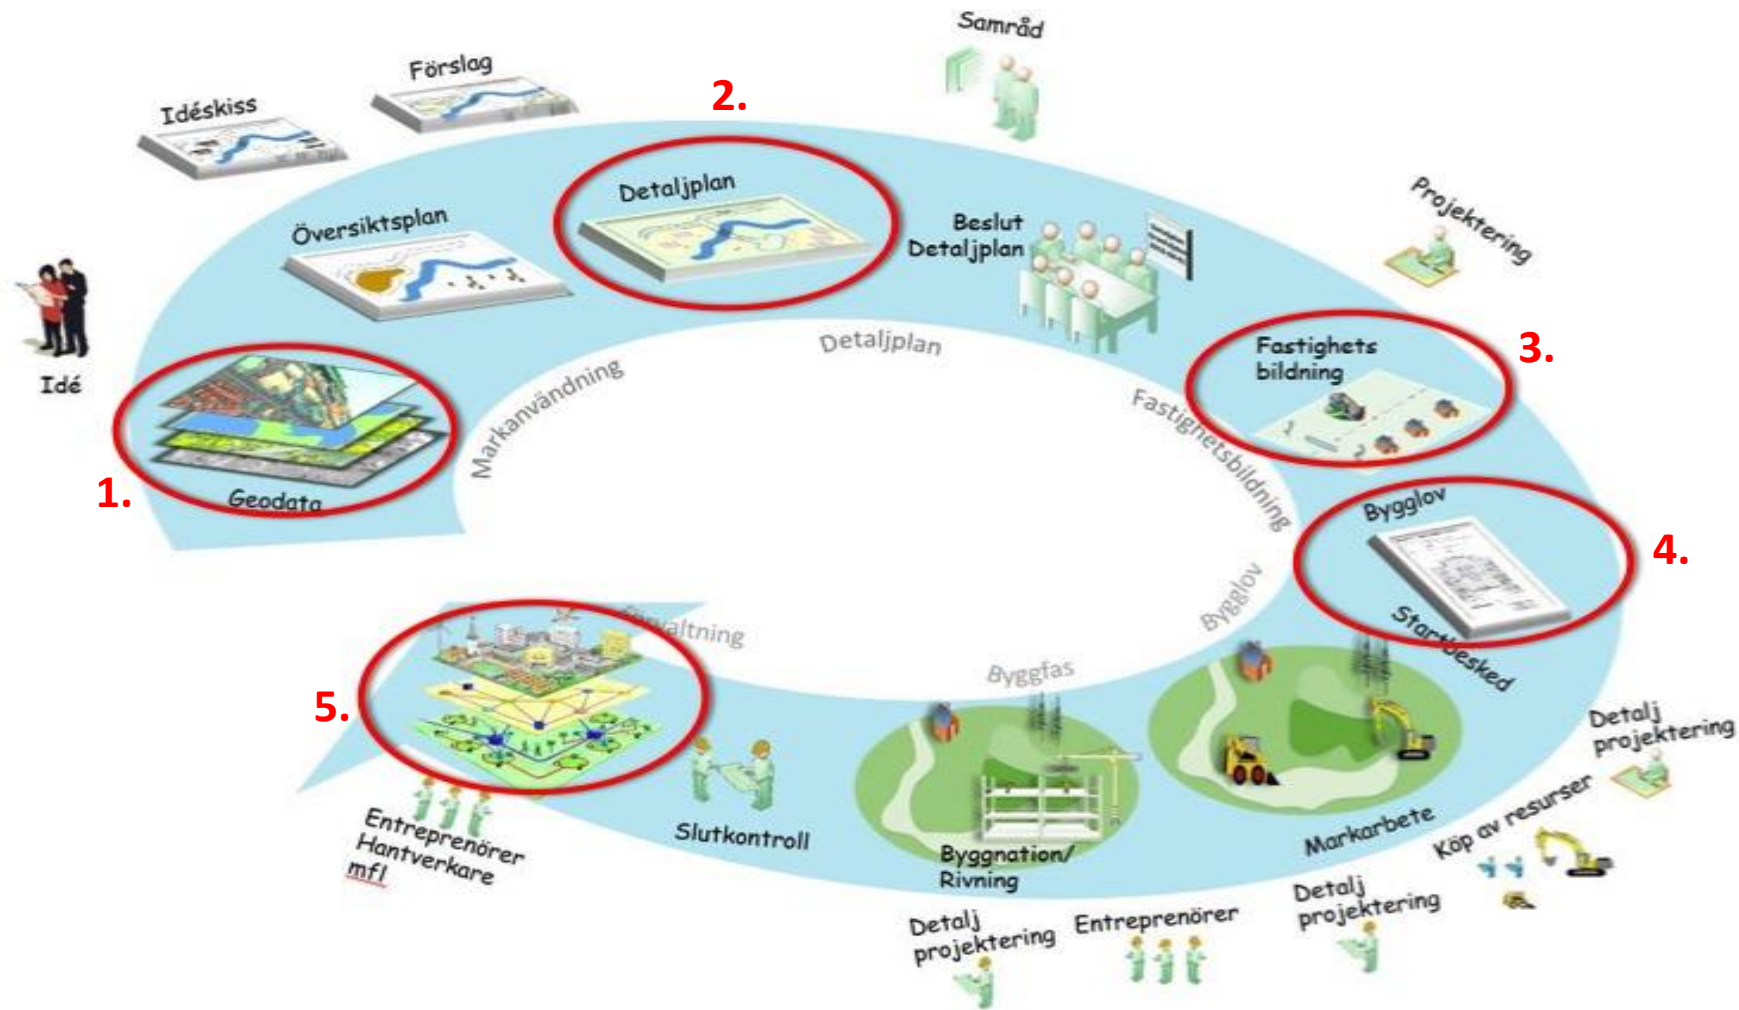 Samråd
Förslag
Idéskiss
2.
Detaljplan
Översiktsplan
Beslut
Detaljplan
Projektering
Idé
Geodata
1.
Markanvändning
Detaljplan
Fastighetsbildning
Fastighets
bildning
3.
Bygglov
4.
Startbesked
Bygglov
Byggfas
Förvaltning
5.
Detalj
projektering
Köp av resurser
Markarbete
Detalj
projektering
Byggnation/
Rivning
Entreprenörer
Detalj
projektering
Slutkontroll
Entreprenörer
Hantverkare
mfl